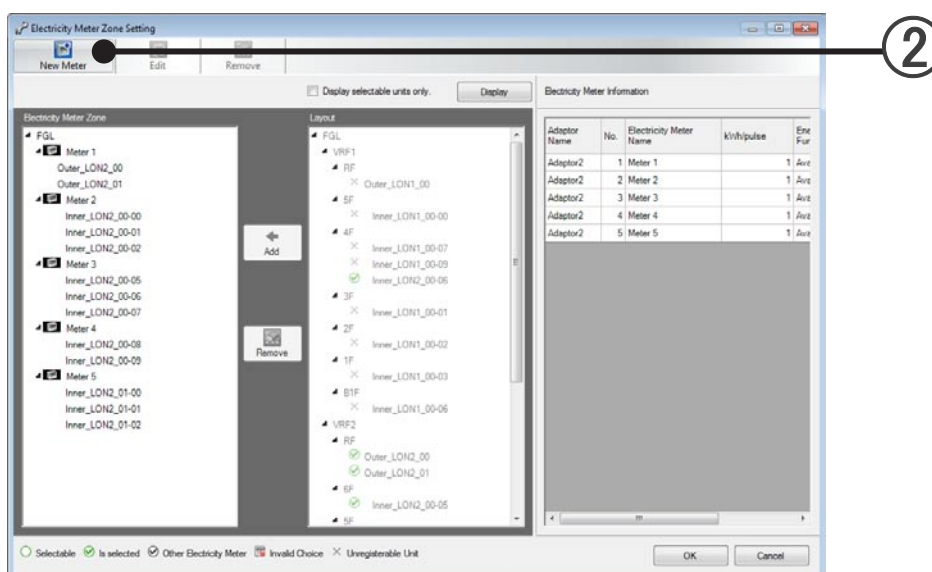 Electricity Meter Zone Setting
New Meter Edit Remove
②
Display selectable units only. Display
Electricity Meter Information
Electricity Meter Zone
FGL
Meter 1
Outer_LON2_00
Outer_LON2_01
Meter 2
Inner_LON2_00-00
Inner_LON2_00-01
Inner_LON2_00-02
Meter 3
Inner_LON2_00-05
Inner_LON2_00-06
Inner_LON2_00-07
Meter 4
Inner_LON2_00-08
Inner_LON2_00-09
Meter 5
Inner_LON2_01-00
Inner_LON2_01-01
Inner_LON2_01-02
Add
Remove
Layout
FGL
VRF1
RF
Outer_LON1_00
5F
Inner_LON1_00-00
4F
Inner_LON1_00-07
Inner_LON1_00-09
Inner_LON2_00-06
3F
Inner_LON1_00-01
2F
Inner_LON1_00-02
1F
Inner_LON1_00-03
B1F
Inner_LON1_00-06
VRF2
RF
Outer_LON2_00
Outer_LON2_01
6F
Inner_LON2_00-05
5F
Adaptor Name No. Electricity Meter Name kWh/pulse Ene Fur
Adaptor2 1 Meter 1 1 Ava
Adaptor2 2 Meter 2 1 Ava
Adaptor2 3 Meter 3 1 Ava
Adaptor2 4 Meter 4 1 Ava
Adaptor2 5 Meter 5 1 Ava
Selectable Is selected Other Electricity Meter Invalid Choice Unregisterable Unit
OK Cancel